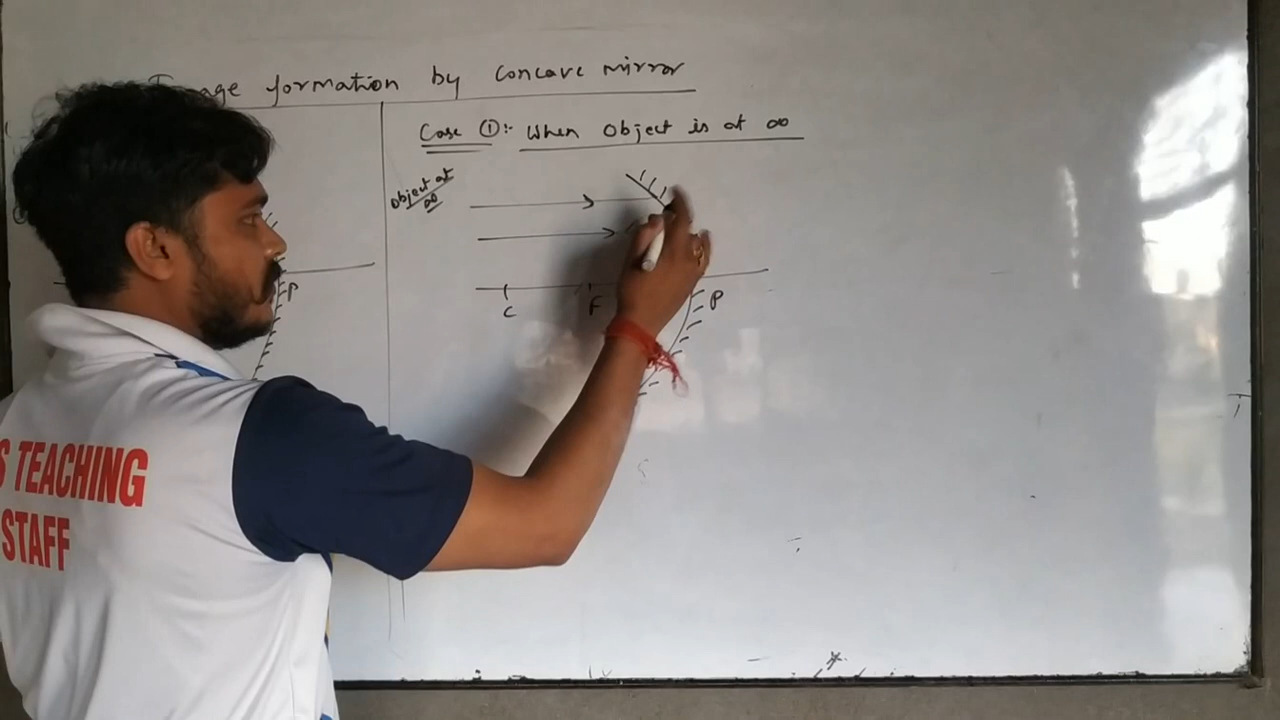 Image formation by Concave mirror
Case ①:- When Object is at ∞
Object at
∞
P
C F P
S TEACHING
STAFF